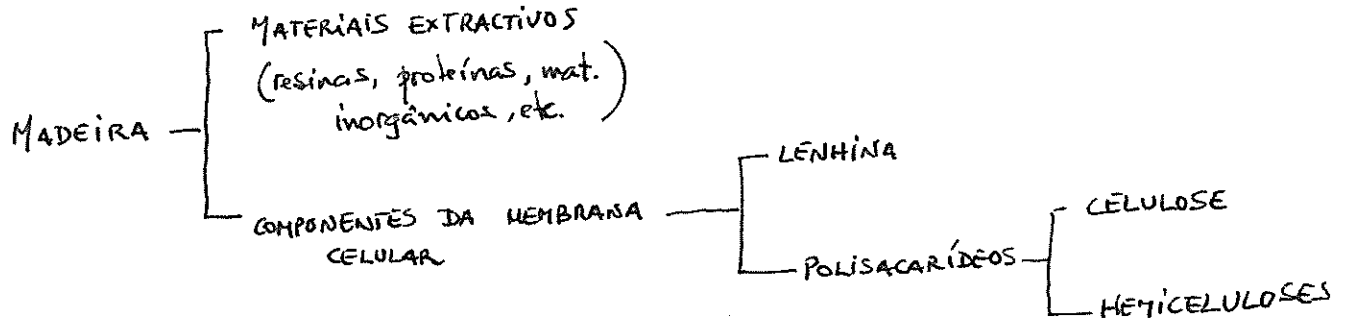 MATERIAIS EXTRACTIVOS
(resinas, proteínas, mat.
inorgânicos, etc.)
MADEIRA
LENHINA
COMPONENTES DA MEMBRANA
CELULAR
CELULOSE
POLISACARÍDEOS
HEMICELULOSES